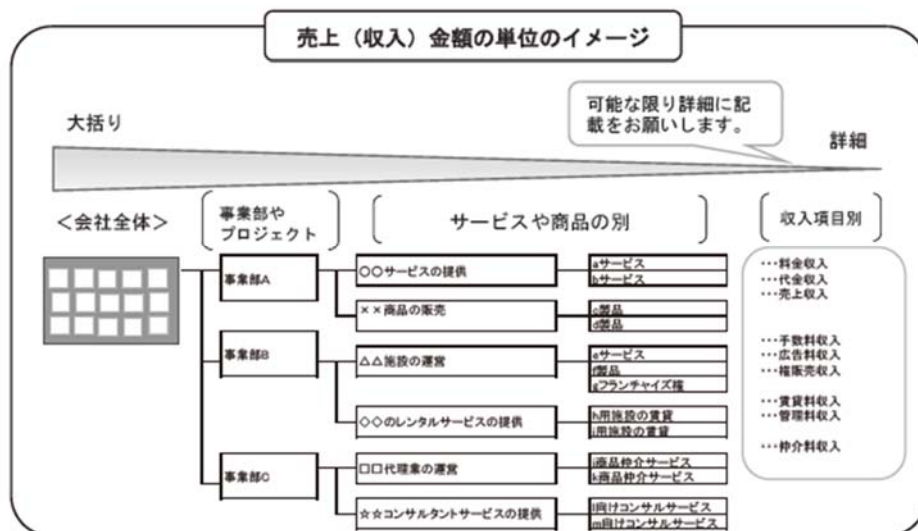 売上（収入）金額の単位のイメージ
可能な限り詳細に記
載をお願いします。
大括り
詳細
＜会社全体＞
事業部や
プロジェクト
サービスや商品の別
収入項目別
事業部A
○○サービスの提供
aサービス
bサービス
××商品の販売
c製品
d製品
事業部B
△△施設の運営
eサービス
f製品
gフランチャイズ権
◇◇のレンタルサービスの提供
h用施設の賃貸
i用施設の賃貸
事業部C
□□代理業の運営
j商品仲介サービス
k商品仲介サービス
☆☆コンサルタントサービスの提供
l向けコンサルサービス
m向けコンサルサービス
…料金収入
…代金収入
…売上収入
…手数料収入
…広告料収入
…権販売収入
…賃貸料収入
…管理料収入
…仲介料収入